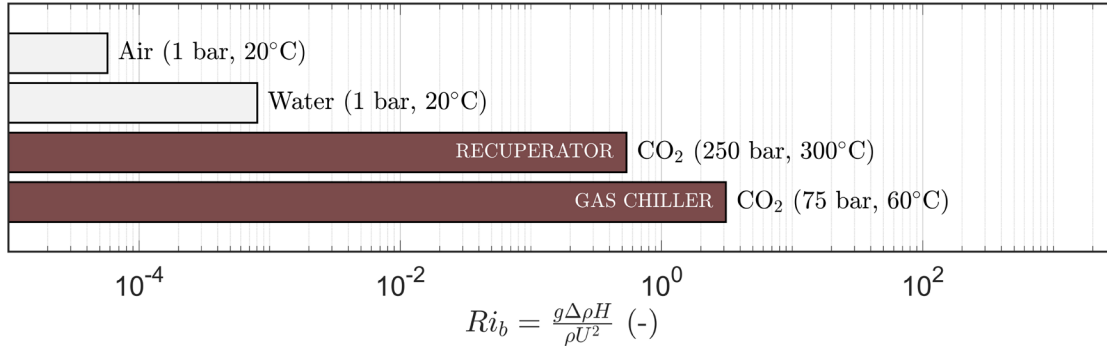 Air (1 bar, 20°C)
Water (1 bar, 20°C)
RECUPERATOR CO₂ (250 bar, 300°C)
GAS CHILLER CO₂ (75 bar, 60°C)
10⁻⁴ 10⁻² 10⁰ 10²
Ri_b = gΔρH/ρU² (-)